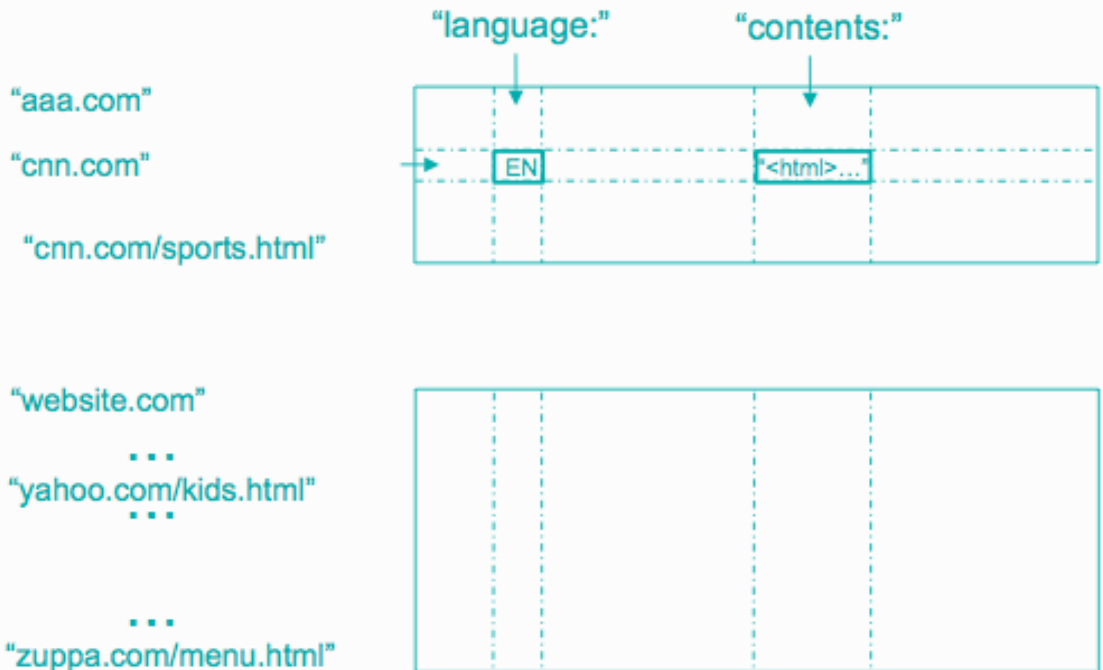 “language:” “contents:”
“aaa.com”
“cnn.com” EN “<html>…”
“cnn.com/sports.html”
“website.com”
...
“yahoo.com/kids.html”
...
...
“zuppa.com/menu.html”